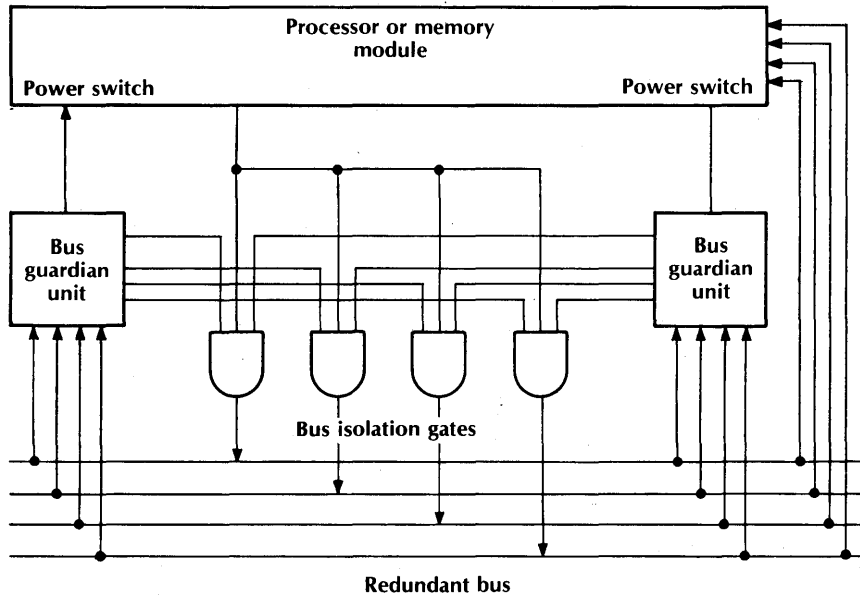 Processor or memory
module
Power switch
Power switch
Bus
guardian
unit
Bus
guardian
unit
Bus isolation gates
Redundant bus